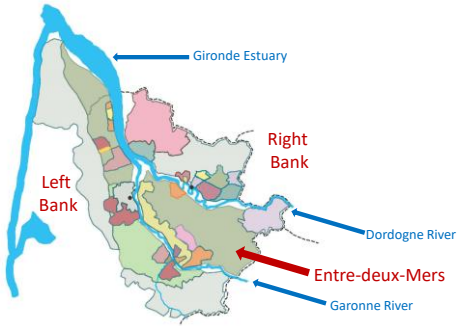 Gironde Estuary
Right
Bank
Left
Bank
Dordogne River
Entre-deux-Mers
Garonne River